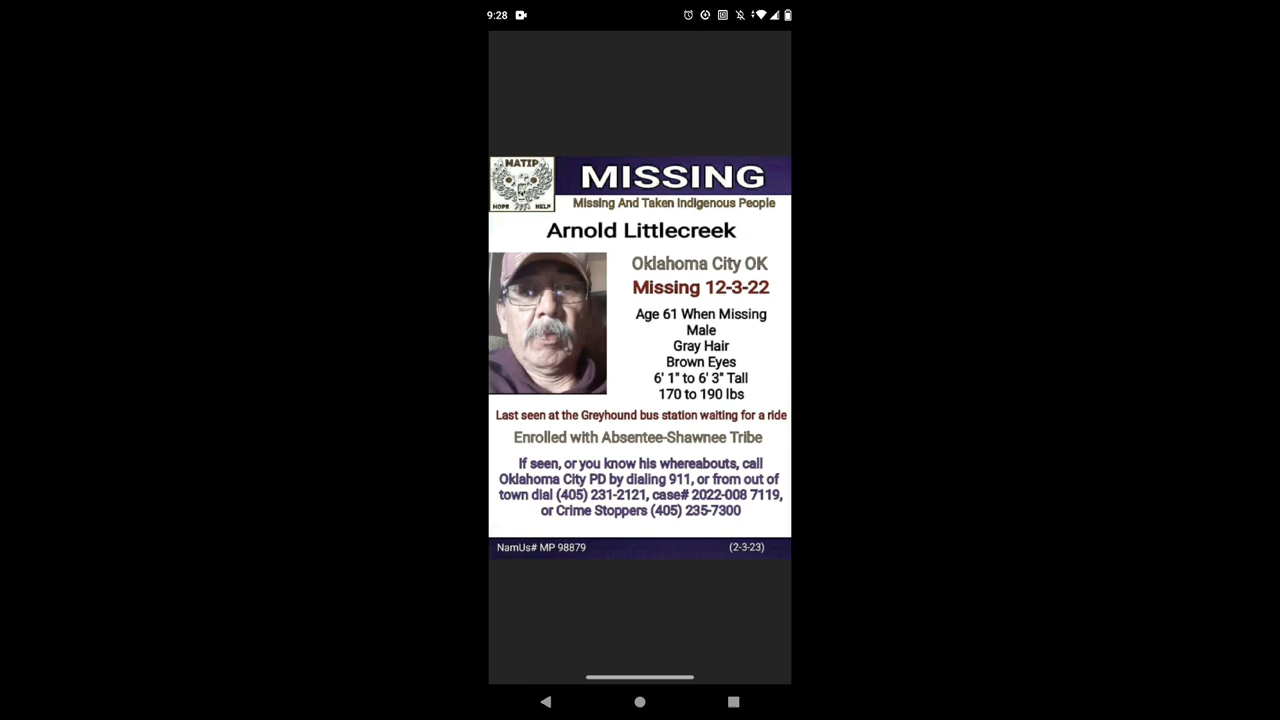 9:28
MATIP
HOPE HELP
MISSING
Missing And Taken Indigenous People
Arnold Littlecreek
Oklahoma City OK
Missing 12-3-22
Age 61 When Missing
Male
Gray Hair
Brown Eyes
6' 1" to 6' 3" Tall
170 to 190 lbs
Last seen at the Greyhound bus station waiting for a ride
Enrolled with Absentee-Shawnee Tribe
If seen, or you know his whereabouts, call
Oklahoma City PD by dialing 911, or from out of
town dial (405) 231-2121, case# 2022-008 7119,
or Crime Stoppers (405) 235-7300
NamUs# MP 98879 (2-3-23)